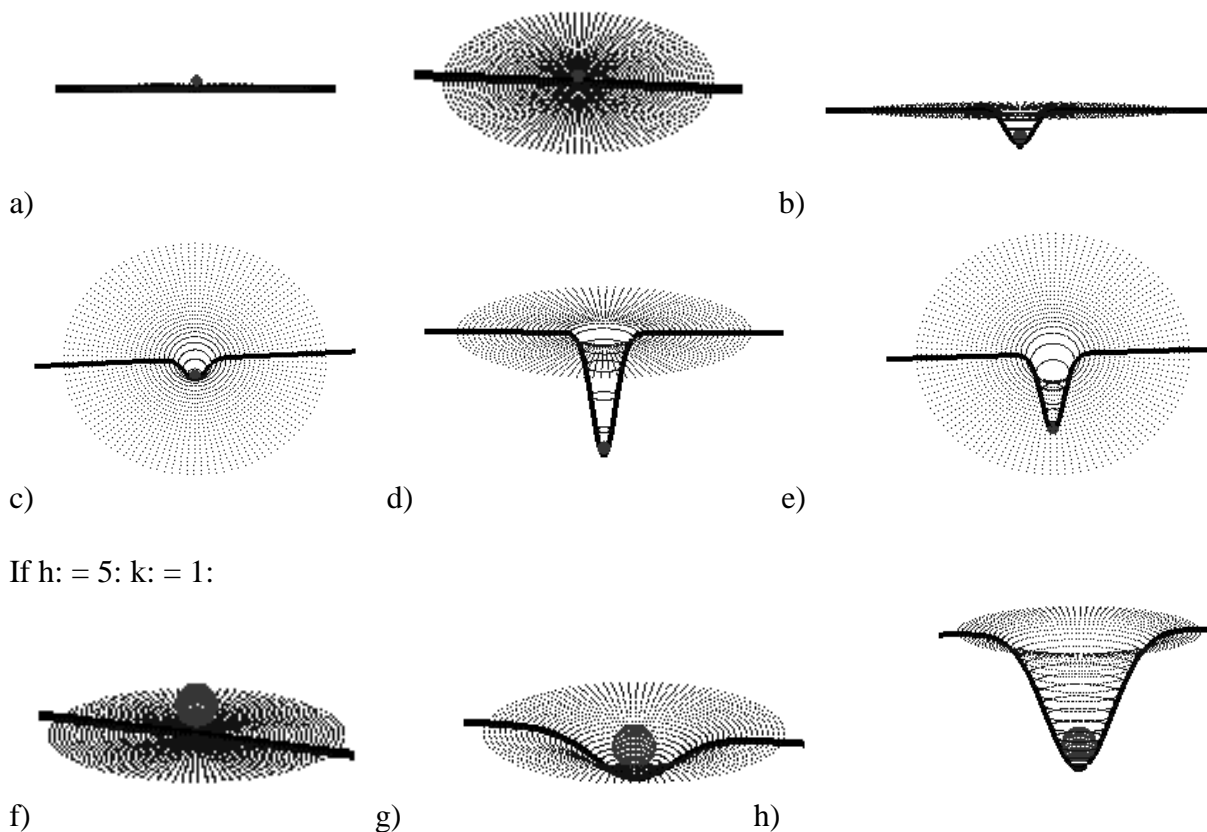 a) b)
c) d) e)
If h: = 5: k: = 1:
f) g) h)